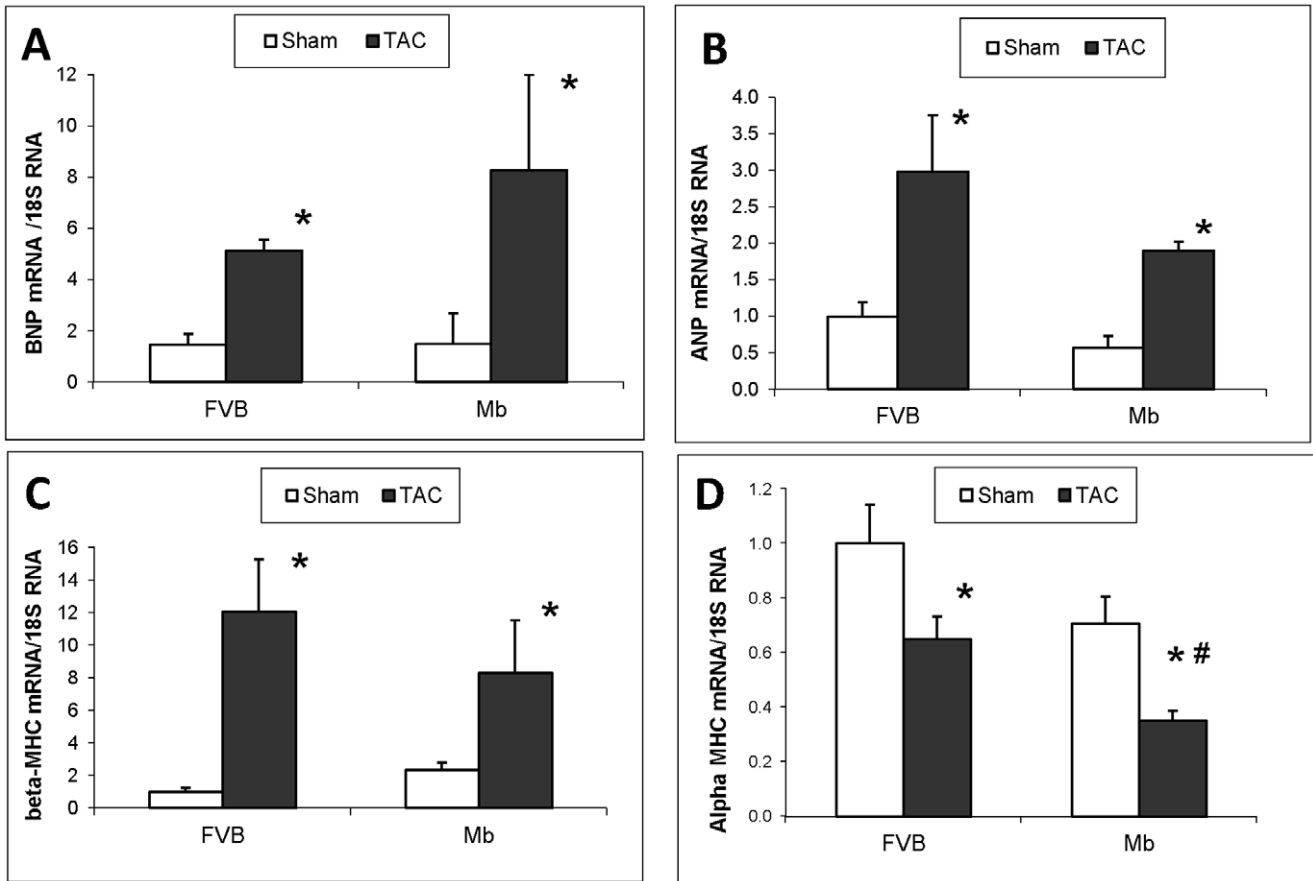 A
Sham TAC
BNP mRNA /18S RNA
12
10
8
6
4
2
0
*
*
FVB Mb
B
Sham TAC
ANP mRNA/18S RNA
4.0
3.5
3.0
2.5
2.0
1.5
1.0
0.5
0.0
*
*
FVB Mb
C
Sham TAC
beta-MHC mRNA/18S RNA
16
14
12
10
8
6
4
2
0
*
*
FVB Mb
D
Sham TAC
Alpha MHC mRNA/18S RNA
1.2
1.0
0.8
0.6
0.4
0.2
0.0
*
* #
FVB Mb